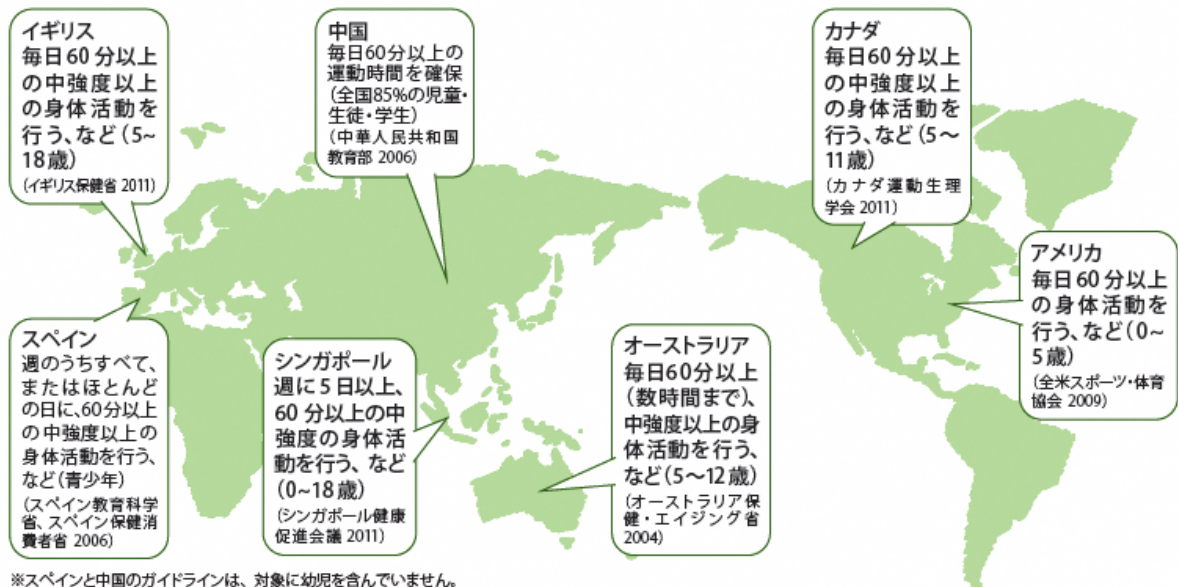 イギリス
毎日60分以上
の中強度以上
の身体活動を
行う、など(5~
18歳)
(イギリス保健省 2011)
中国
毎日60分以上の
運動時間を確保
(全国85%の児童・
生徒・学生)
(中華人民共和国
教育部 2006)
カナダ
毎日60分以上
の中強度以上
の身体活動を
行う、など(5〜
11歳)
(カナダ運動生理
学会 2011)
アメリカ
毎日60分以上
の身体活動を
行う、など(0~
5歳)
(全米スポーツ・体育
協会 2009)
スペイン
週のうちすべて、
またはほとんど
の日に、60分以上
の中強度以上の
身体活動を行う、
など(青少年)
(スペイン教育科学
省、スペイン保健消
費者省 2006)
シンガポール
週に5日以上、
60分以上の中
強度の身体活
動を行う、など
(0~18歳)
(シンガポール健康
促進会議 2011)
オーストラリア
毎日60分以上
(数時間まで)、
中強度以上の身
体活動を行う、
など(5〜12歳)
(オーストラリア保
健・エイジング省
2004)
※スペインと中国のガイドラインは、対象に幼児を含んでいません。